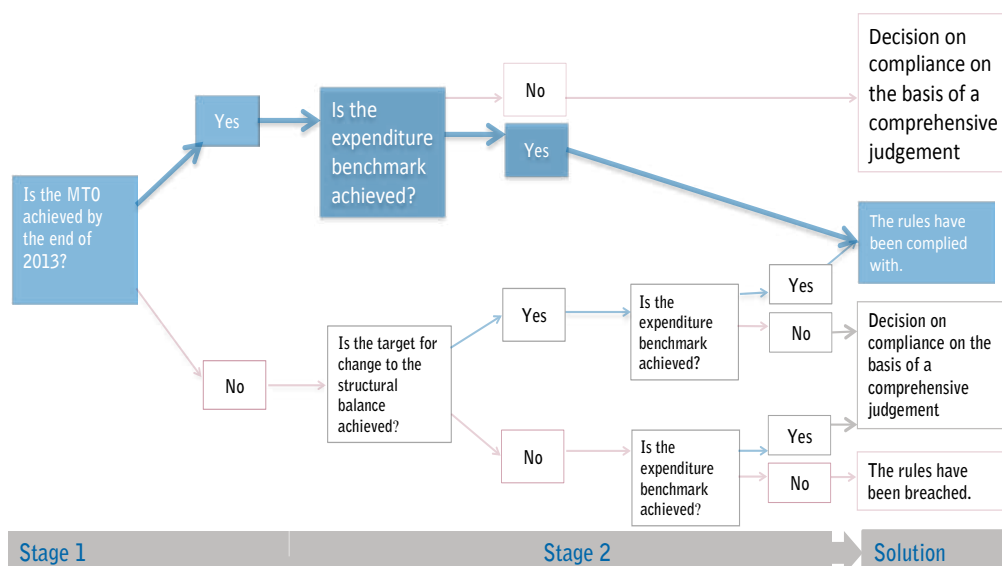 Is the MTO
achieved by
the end of
2013?
Yes
Is the
expenditure
benchmark
achieved?
No
Decision on
compliance on
the basis of a
comprehensive
judgement
Yes
The rules have
been complied
with.
No
Is the target for
change to the
structural
balance
achieved?
Yes
Is the
expenditure
benchmark
achieved?
Yes
No
Decision on
compliance on the
basis of a
comprehensive
judgement
No
Is the
expenditure
benchmark
achieved?
Yes
No
The rules have
been breached.
Stage 1
Stage 2
Solution